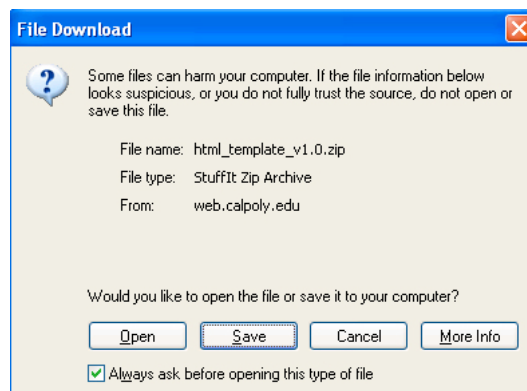 File Download
Some files can harm your computer. If the file information below
looks suspicious, or you do not fully trust the source, do not open or
save this file.
File name: html_template_v1.0.zip
File type: StuffIt Zip Archive
From: web.calpoly.edu
Would you like to open the file or save it to your computer?
Open Save Cancel More Info
Always ask before opening this type of file